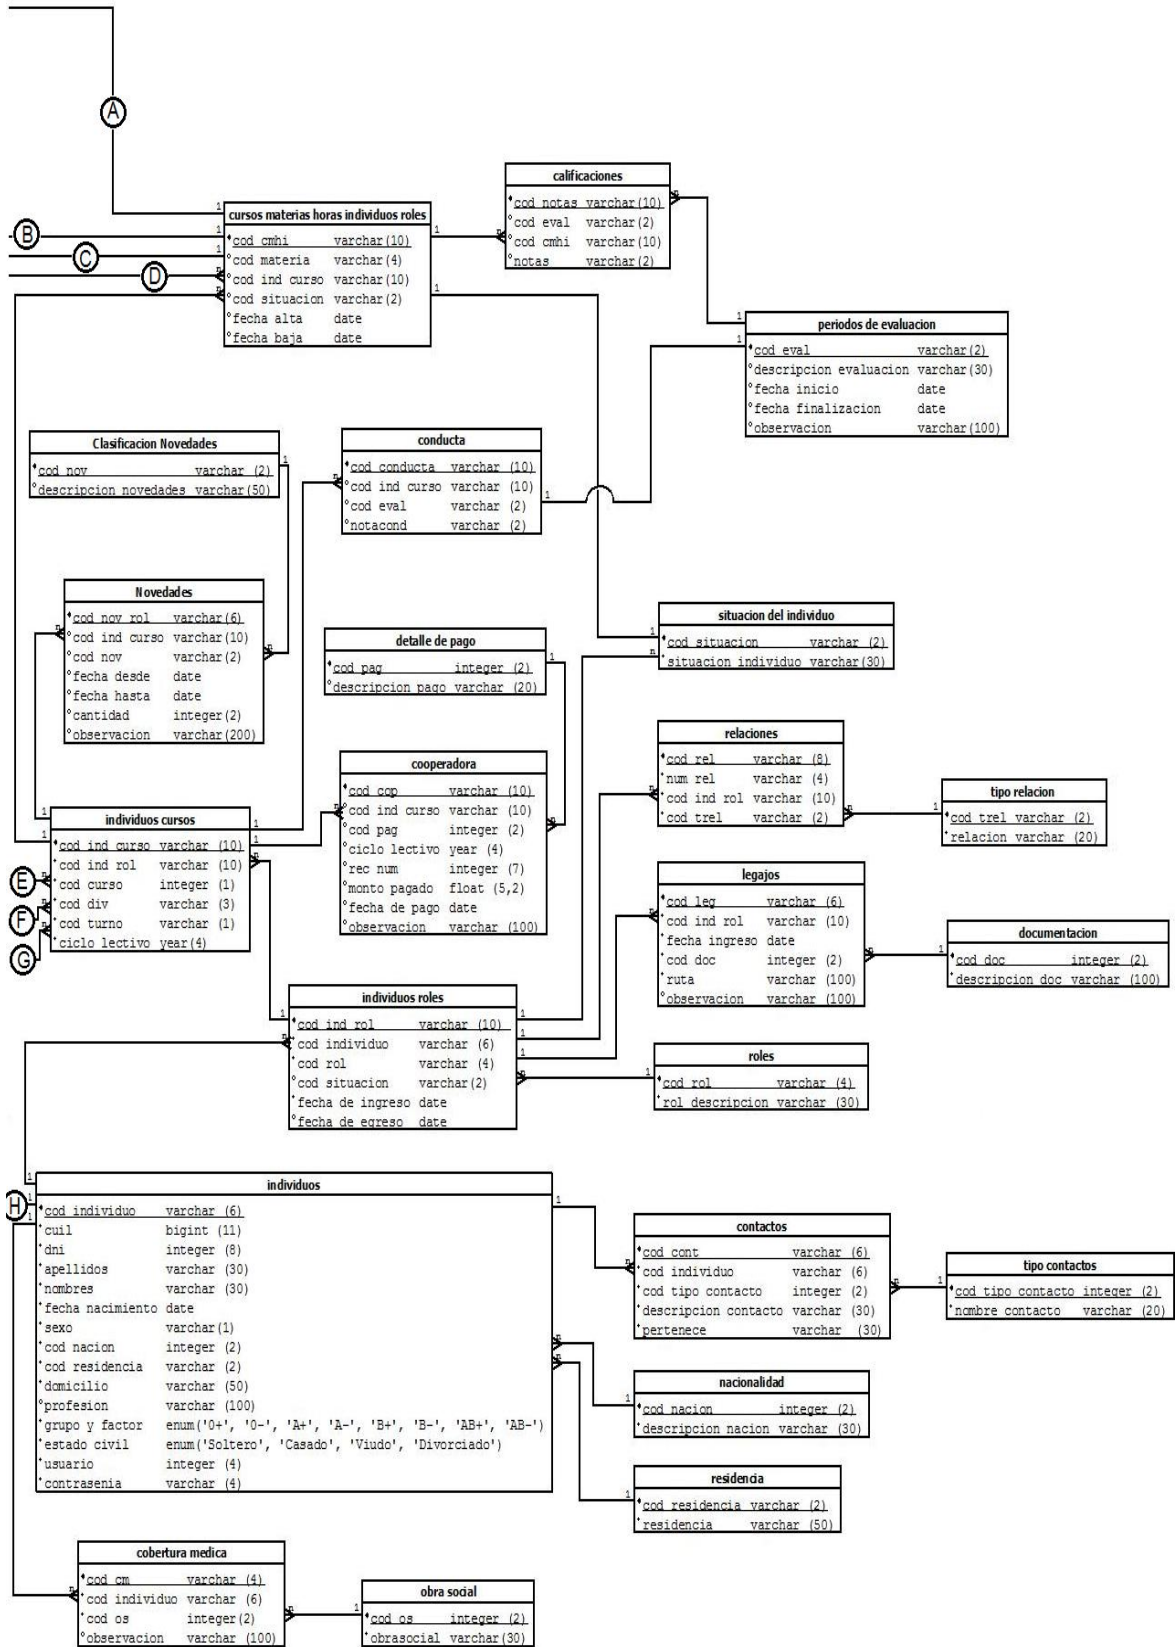 A
calificaciones
cod notas varchar(10)
cod eval varchar(2)
cod cmhi varchar(10)
notas varchar(2)
cursos materias horas individuos roles
cod cmhi varchar(10)
cod materia varchar(4)
cod ind curso varchar(10)
cod situacion varchar(2)
fecha alta date
fecha baja date
B
C
D
periodos de evaluacion
cod eval varchar(2)
descripcion evaluacion varchar(30)
fecha inicio date
fecha finalizacion date
observacion varchar(100)
Clasificacion Novedades
cod nov varchar (2)
descripcion novedades varchar(50)
conducta
cod conducta varchar (10)
cod ind curso varchar (10)
cod eval varchar (2)
notacond varchar (2)
Novedades
cod nov rol varchar(6)
cod ind curso varchar(10)
cod nov varchar(2)
fecha desde date
fecha hasta date
cantidad integer(2)
observacion varchar(200)
detalle de pago
cod pag integer (2)
descripcion pago varchar (20)
situacion del individuo
cod situacion varchar (2)
situacion individuo varchar(30)
relaciones
cod rel varchar (8)
num rel varchar (4)
cod ind rol varchar (10)
cod trel varchar (2)
tipo relacion
cod trel varchar (2)
relacion varchar (20)
cooperadora
cod cop varchar (10)
cod ind curso varchar (10)
cod pag integer (2)
ciclo lectivo year (4)
rec num integer (7)
monto pagado float (5,2)
fecha de pago date
observacion varchar (100)
individuos cursos
cod ind curso varchar (10)
cod ind rol varchar (10)
cod curso integer (1)
cod div varchar (3)
cod turno varchar (1)
ciclo lectivo year(4)
E
F
G
legajos
cod leg varchar (6)
cod ind rol varchar (10)
fecha ingreso date
cod doc integer (2)
ruta varchar (100)
observacion varchar (100)
documentacion
cod doc integer (2)
descripcion doc varchar (100)
individuos roles
cod ind rol varchar (10)
cod individuo varchar (6)
cod rol varchar (4)
cod situacion varchar(2)
fecha de ingreso date
fecha de egreso date
roles
cod rol varchar (4)
rol descripcion varchar (30)
H
individuos
cod individuo varchar (6)
cuil bigint (11)
dni integer (8)
apellidos varchar (30)
nombres varchar (30)
fecha nacimiento date
sexo varchar(1)
cod nacion integer (2)
cod residencia varchar (2)
domicilio varchar (50)
profesion varchar (100)
grupo y factor enum('O+', 'O-', 'A+', 'A-', 'B+', 'B-', 'AB+', 'AB-')
estado civil enum('Soltero', 'Casado', 'Viudo', 'Divorciado')
usuario integer (4)
contrasenia varchar (4)
contactos
cod cont varchar (6)
cod individuo varchar (6)
cod tipo contacto integer (2)
descripcion contacto varchar (30)
pertenece varchar (30)
tipo contactos
cod tipo contacto integer (2)
nombre contacto varchar (20)
nacionalidad
cod nacion integer (2)
descripcion nacion varchar (30)
residencia
cod residencia varchar (2)
residencia varchar (50)
cobertura medica
cod cm varchar (4)
cod individuo varchar (6)
cod os integer(2)
observacion varchar (100)
obra social
cod os integer (2)
obrasocial varchar(30)